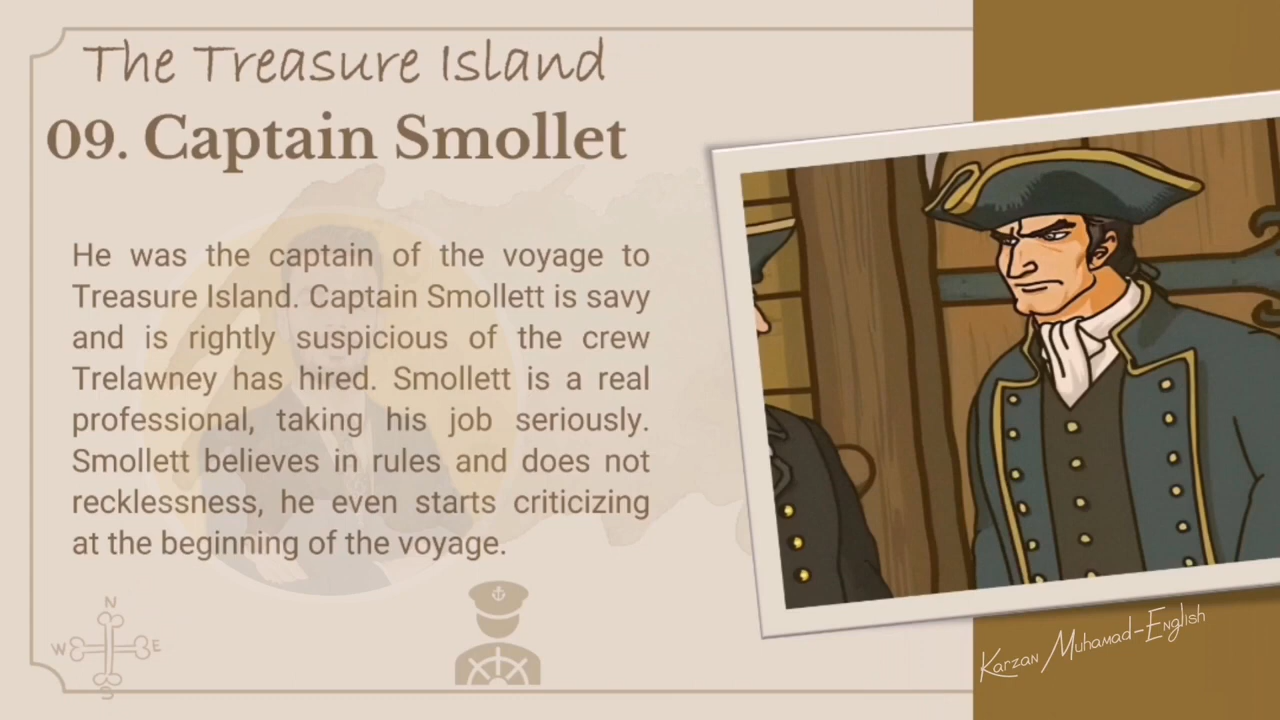 The Treasure Island
09. Captain Smollet
He was the captain of the voyage to
Treasure Island. Captain Smollett is savy
and is rightly suspicious of the crew
Trelawney has hired. Smollett is a real
professional, taking his job seriously.
Smollett believes in rules and does not
recklessness, he even starts criticizing
at the beginning of the voyage.
N
W E
S
Karzan Muhamad-English